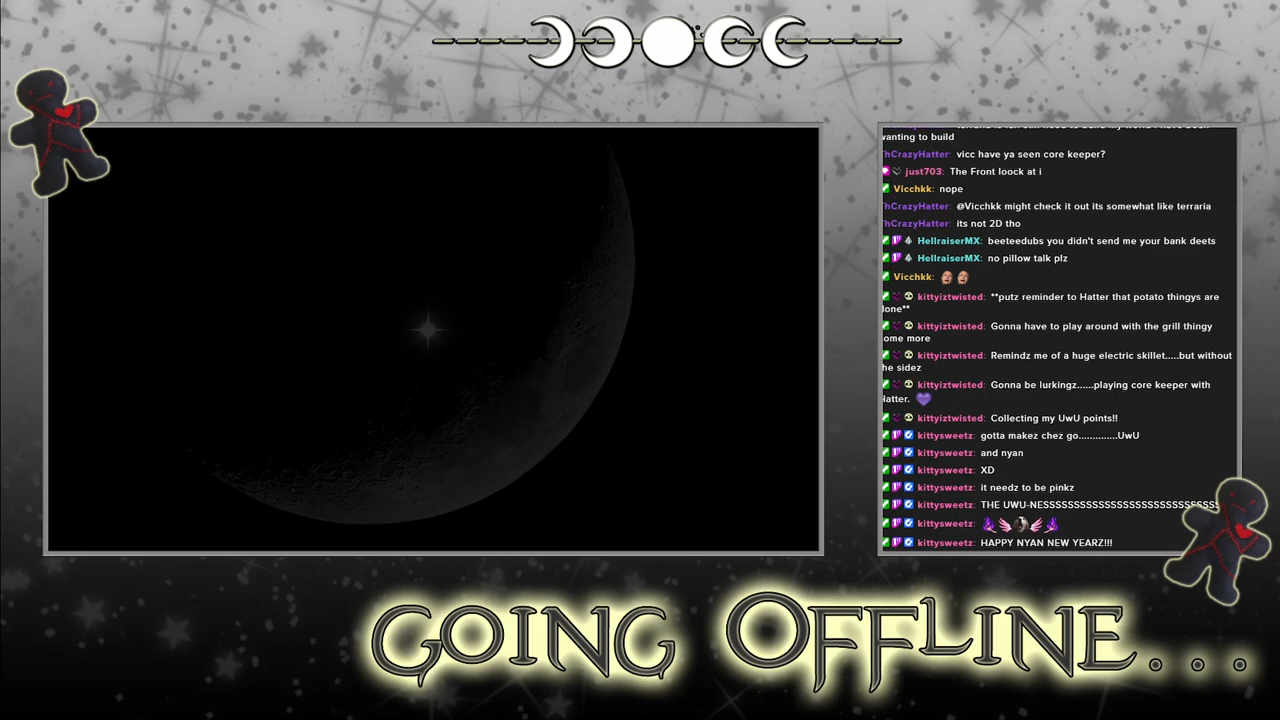 wanting to build
ThCrazyHatter: vicc have ya seen core keeper?
just703: The Front loock at i
Vicchkk: nope
ThCrazyHatter: @Vicchkk might check it out its somewhat like terraria
ThCrazyHatter: its not 2D tho
HellraiserMX: beeteedubs you didn't send me your bank deets
HellraiserMX: no pillow talk plz
Vicchkk:
kittyiztwisted: **putz reminder to Hatter that potato thingys are
done**
kittyiztwisted: Gonna have to play around with the grill thingy
some more
kittyiztwisted: Remindz me of a huge electric skillet.....but without
the sidez
kittyiztwisted: Gonna be lurkingz......playing core keeper with
Hatter.
kittyiztwisted: Collecting my UwU points!!
kittysweetz: gotta makez chez go..............UwU
kittysweetz: and nyan
kittysweetz: XD
kittysweetz: it needz to be pinkz
kittysweetz: THE UWU-NESSSSSSSSSSSSSSSSSSSSSSSSSSSSS
kittysweetz:
kittysweetz: HAPPY NYAN NEW YEARZ!!!
GOING OFFLINE...